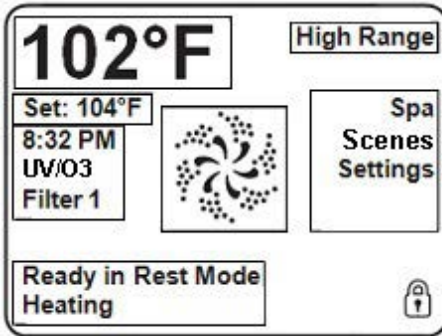 102°F
High Range
Set: 104°F
8:32 PM
UV/O3
Filter 1
Spa
Scenes
Settings
Ready in Rest Mode
Heating